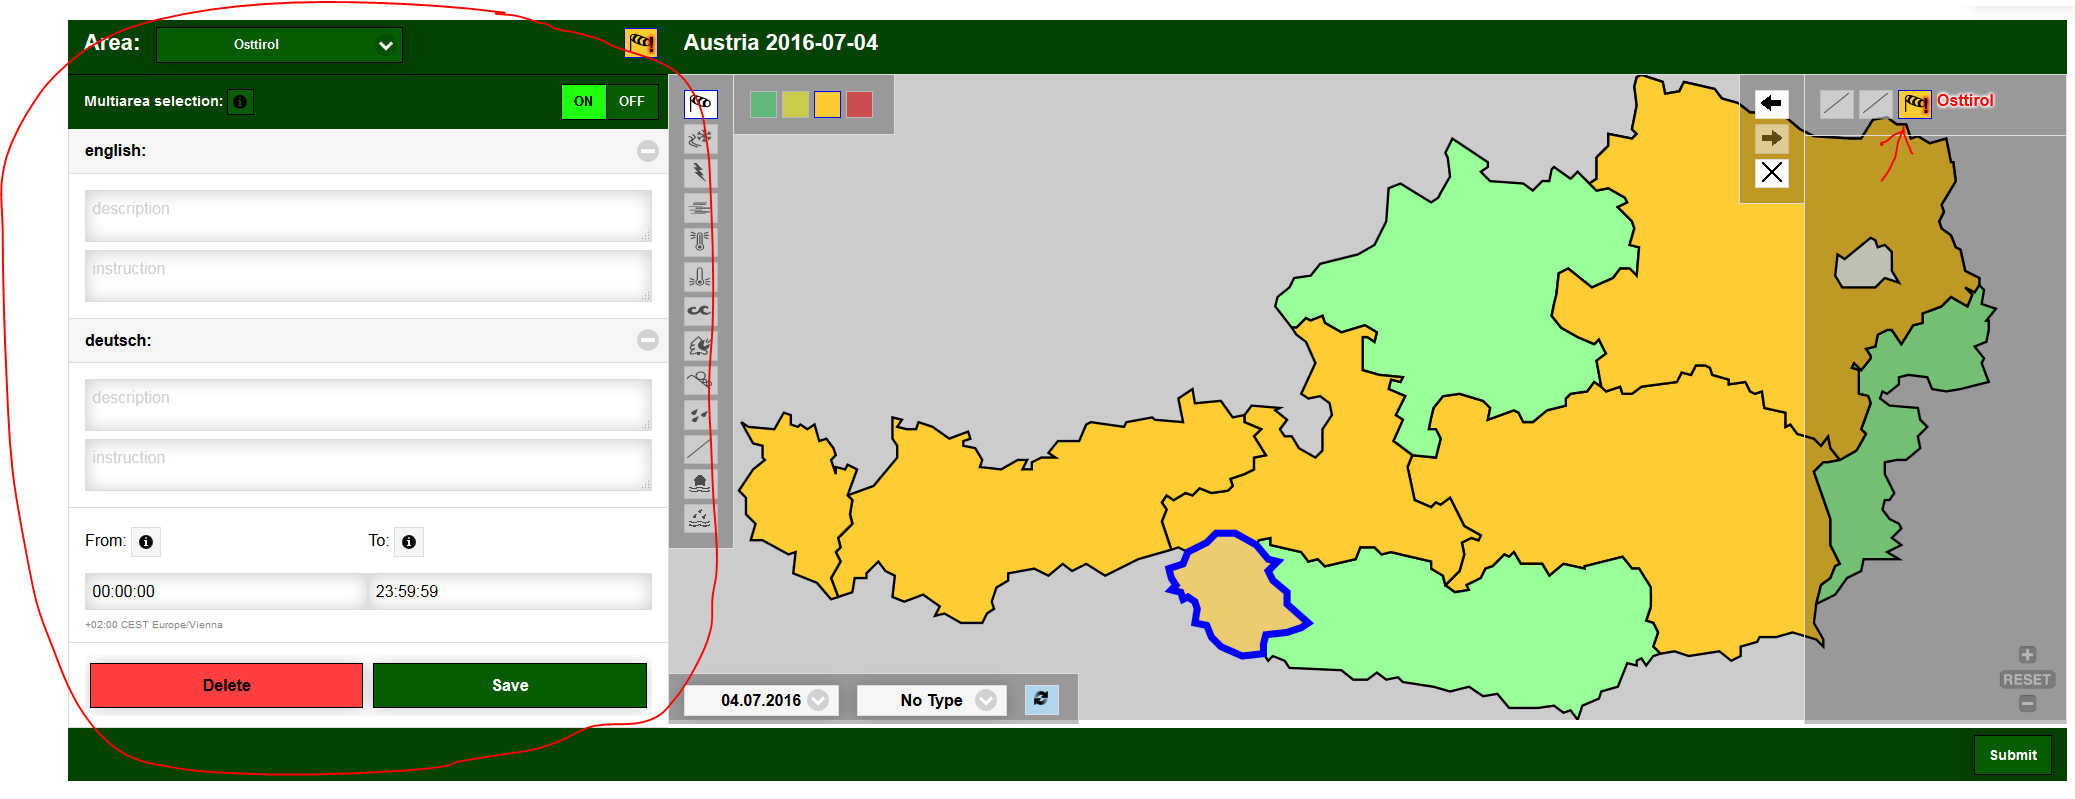 Area: Osttirol
Austria 2016-07-04
Multiarea selection: ON OFF
Osttirol
english:
description
instruction
deutsch:
description
instruction
From: To:
00:00:00 23:59:59
+02:00 CEST Europe/Vienna
Delete Save
04.07.2016 No Type
RESET
Submit